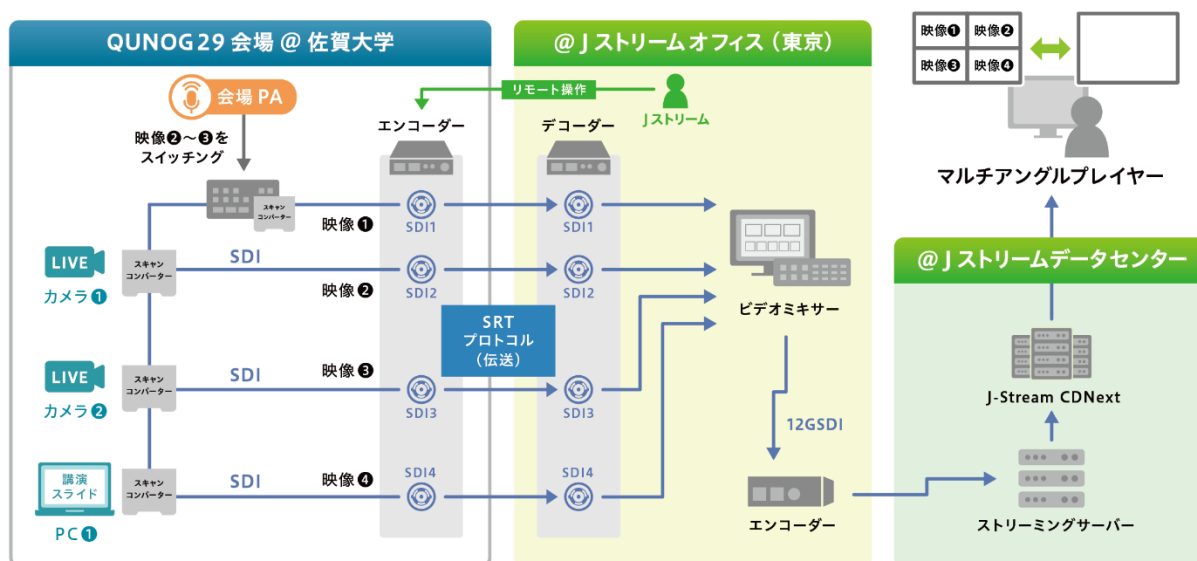 QUNOG29 会場 @ 佐賀大学
@ Jストリームオフィス（東京）
映像❶
映像❷
映像❸
映像❹
マルチアングルプレイヤー
会場 PA
映像❷〜❸を
スイッチング
リモート操作
Jストリーム
エンコーダー
デコーダー
スキャン
コンバーター
映像❶
SDI1
SDI1
LIVE
カメラ❶
スキャン
コンバーター
SDI
映像❷
SDI2
SDI2
ビデオミキサー
SRT
プロトコル
（伝送）
LIVE
カメラ❷
スキャン
コンバーター
SDI
映像❸
SDI3
SDI3
12GSDI
講演
スライド
PC❶
スキャン
コンバーター
SDI
映像❹
SDI4
SDI4
エンコーダー
@ Jストリームデータセンター
J-Stream CDNext
ストリーミングサーバー